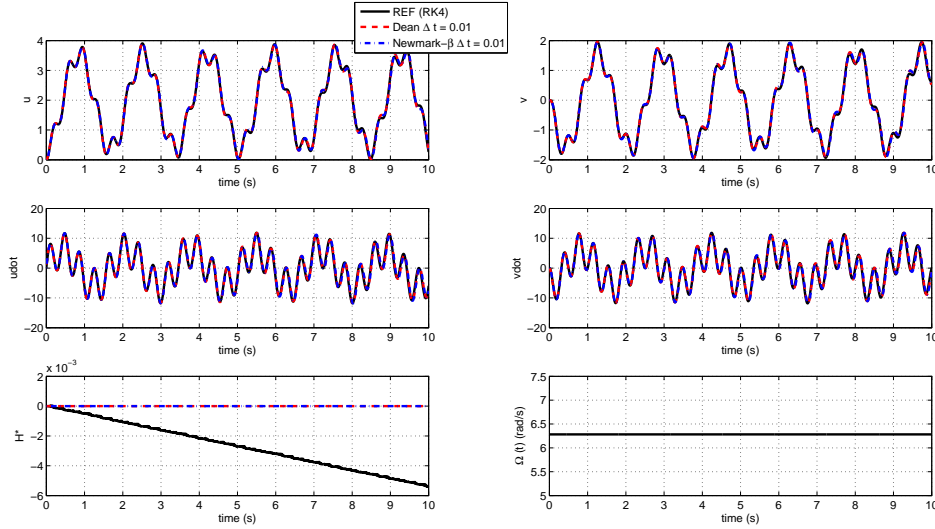 REF (RK4)
Dean Δ t = 0.01
Newmark−β Δ t = 0.01
4
3
2
1
0
u
0 1 2 3 4 5 6 7 8 9 10
time (s)
2
1
0
−1
−2
v
0 1 2 3 4 5 6 7 8 9 10
time (s)
20
10
0
−10
−20
udot
0 1 2 3 4 5 6 7 8 9 10
time (s)
20
10
0
−10
−20
vdot
0 1 2 3 4 5 6 7 8 9 10
time (s)
x 10−3
2
0
−2
−4
−6
H*
0 1 2 3 4 5 6 7 8 9 10
time (s)
7.5
7
6.5
6
5.5
5
Ω (t) (rad/s)
0 1 2 3 4 5 6 7 8 9 10
time (s)